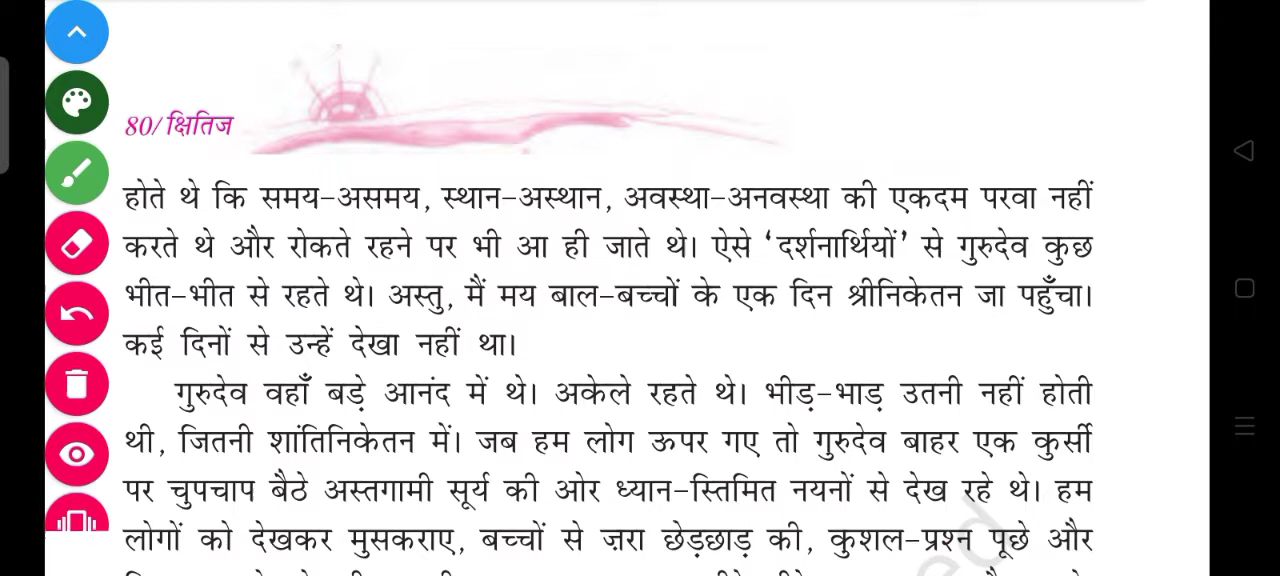 80/क्षितिज
होते थे कि समय-असमय, स्थान-अस्थान, अवस्था-अनवस्था की एकदम परवा नहीं
करते थे और रोकते रहने पर भी आ ही जाते थे। ऐसे ‘दर्शनार्थियों’ से गुरुदेव कुछ
भीत-भीत से रहते थे। अस्तु, मैं मय बाल-बच्चों के एक दिन श्रीनिकेतन जा पहुँचा।
कई दिनों से उन्हें देखा नहीं था।
गुरुदेव वहाँ बड़े आनंद में थे। अकेले रहते थे। भीड़-भाड़ उतनी नहीं होती
थी, जितनी शांतिनिकेतन में। जब हम लोग ऊपर गए तो गुरुदेव बाहर एक कुर्सी
पर चुपचाप बैठे अस्तगामी सूर्य की ओर ध्यान-स्तिमित नयनों से देख रहे थे। हम
लोगों को देखकर मुसकराए, बच्चों से ज़रा छेड़छाड़ की, कुशल-प्रश्न पूछे और